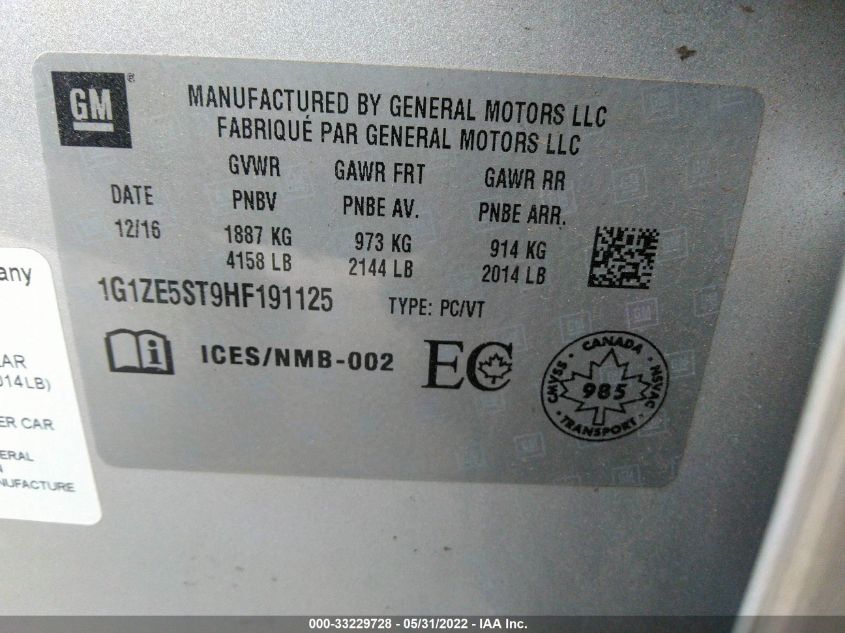 GM
®
MANUFACTURED BY GENERAL MOTORS LLC
FABRIQUÉ PAR GENERAL MOTORS LLC
DATE
12/16
GVWR
PNBV
1887 KG
4158 LB
GAWR FRT
PNBE AV.
973 KG
2144 LB
GAWR RR
PNBE ARR.
914 KG
2014 LB
1G1ZE5ST9HF191125
TYPE: PC/VT
i
ICES/NMB-002
EC
CANADA
CMVSS
NSVAC
985
TRANSPORT
any
AR
014LB)
ER CAR
ERAL
N
NUFACTURE
000-33229728 - 05/31/2022 - IAA Inc.